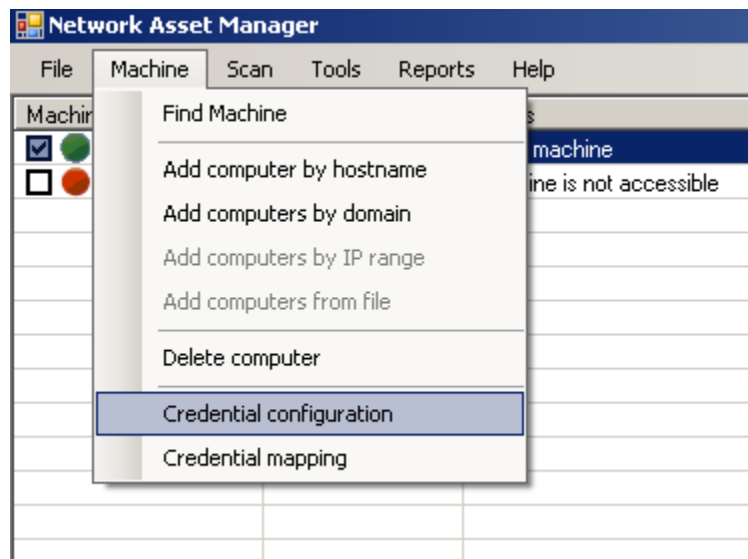 Network Asset Manager
File Machine Scan Tools Reports Help
Find Machine
machine
Add computer by hostname
is not accessible
Add computers by domain
Add computers by IP range
Add computers from file
Delete computer
Credential configuration
Credential mapping